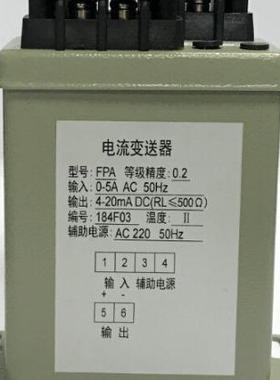 电流变送器
型号: FPA 等级精度: 0.2
输入: 0-5A AC 50Hz
输出: 4-20mA DC(RL≤500Ω)
编号: 184F03 温度: Ⅱ
辅助电源: AC 220 50Hz
1 2 3 4
输入 辅助电源
+ -
5 6
输出